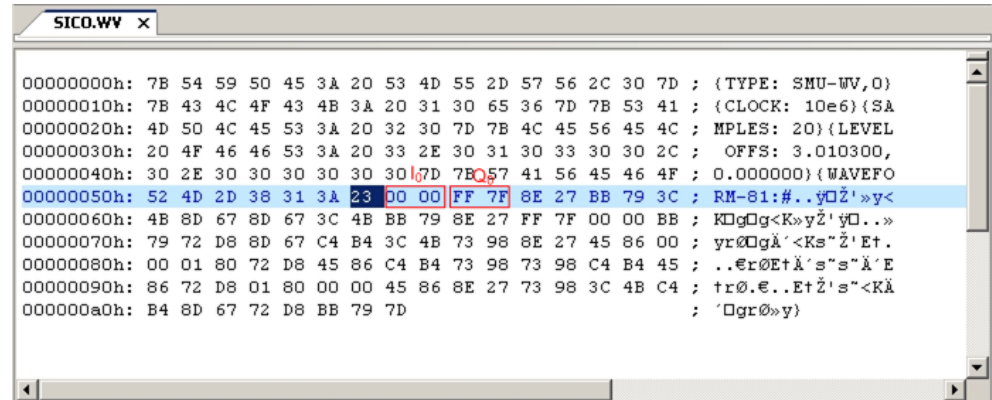 SICO.WV ×
00000000h: 7B 54 59 50 45 3A 20 53 4D 55 2D 57 56 2C 30 7D ; {TYPE: SMU-WV,0}
00000010h: 7B 43 4C 4F 43 4B 3A 20 31 30 65 36 7D 7B 53 41 ; {CLOCK: 10e6}{SA
00000020h: 4D 50 4C 45 53 3A 20 32 30 7D 7B 4C 45 56 45 4C ; MPLES: 20}{LEVEL
00000030h: 20 4F 46 46 53 3A 20 33 2E 30 31 30 33 30 30 2C ; OFFS: 3.010300,
00000040h: 30 2E 30 30 30 30 30 30 7D 7B 57 41 56 45 46 4F ; 0.000000}{WAVEFO
I0 Q0
00000050h: 52 4D 2D 38 31 3A 23 00 00 FF 7F 8E 27 BB 79 3C ; RM-81:#..ÿ□Ž'»y<
00000060h: 4B 8D 67 8D 67 3C 4B BB 79 8E 27 FF 7F 00 00 BB ; K□g□g<K»yŽ'ÿ□..»
00000070h: 79 72 D8 8D 67 C4 B4 3C 4B 73 98 8E 27 45 86 00 ; yrØ□gÄ´<Ks˜Ž'E†.
00000080h: 00 01 80 72 D8 45 86 C4 B4 73 98 73 98 C4 B4 45 ; ..€rØE†Ä´s˜s˜Ä´E
00000090h: 86 72 D8 01 80 00 00 45 86 8E 27 73 98 3C 4B C4 ; †rØ.€..E†Ž's˜<KÄ
000000a0h: B4 8D 67 72 D8 BB 79 7D ; ´□grØ»y}